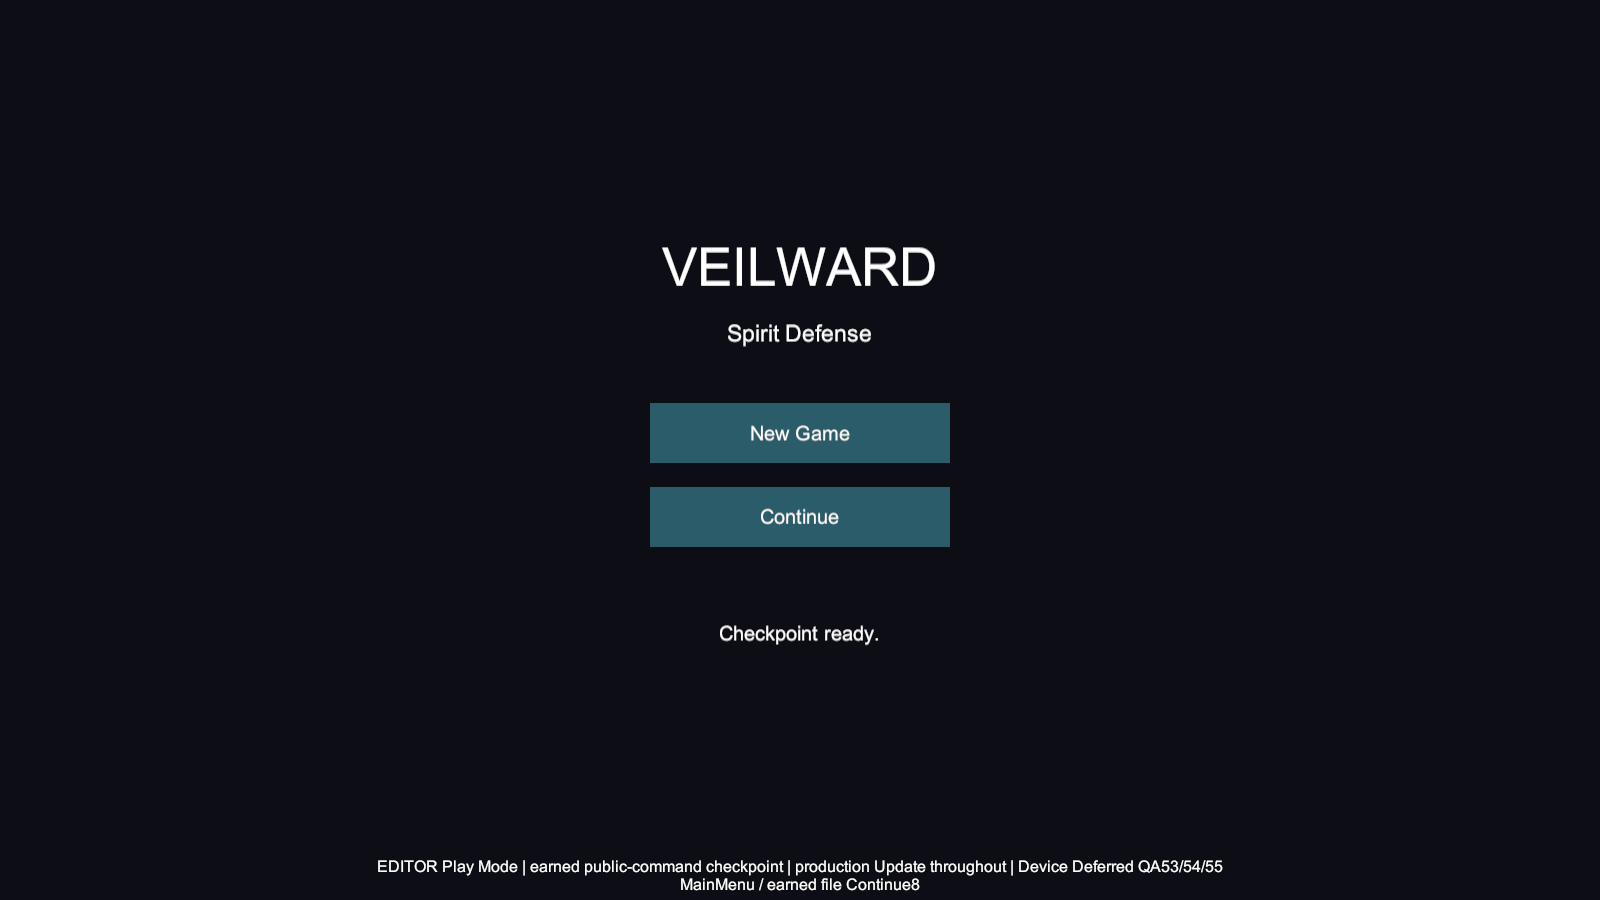 VEILWARD
Spirit Defense
New Game
Continue
Checkpoint ready.
EDITOR Play Mode | earned public-command checkpoint | production Update throughout | Device Deferred QA53/54/55
MainMenu / earned file Continue8